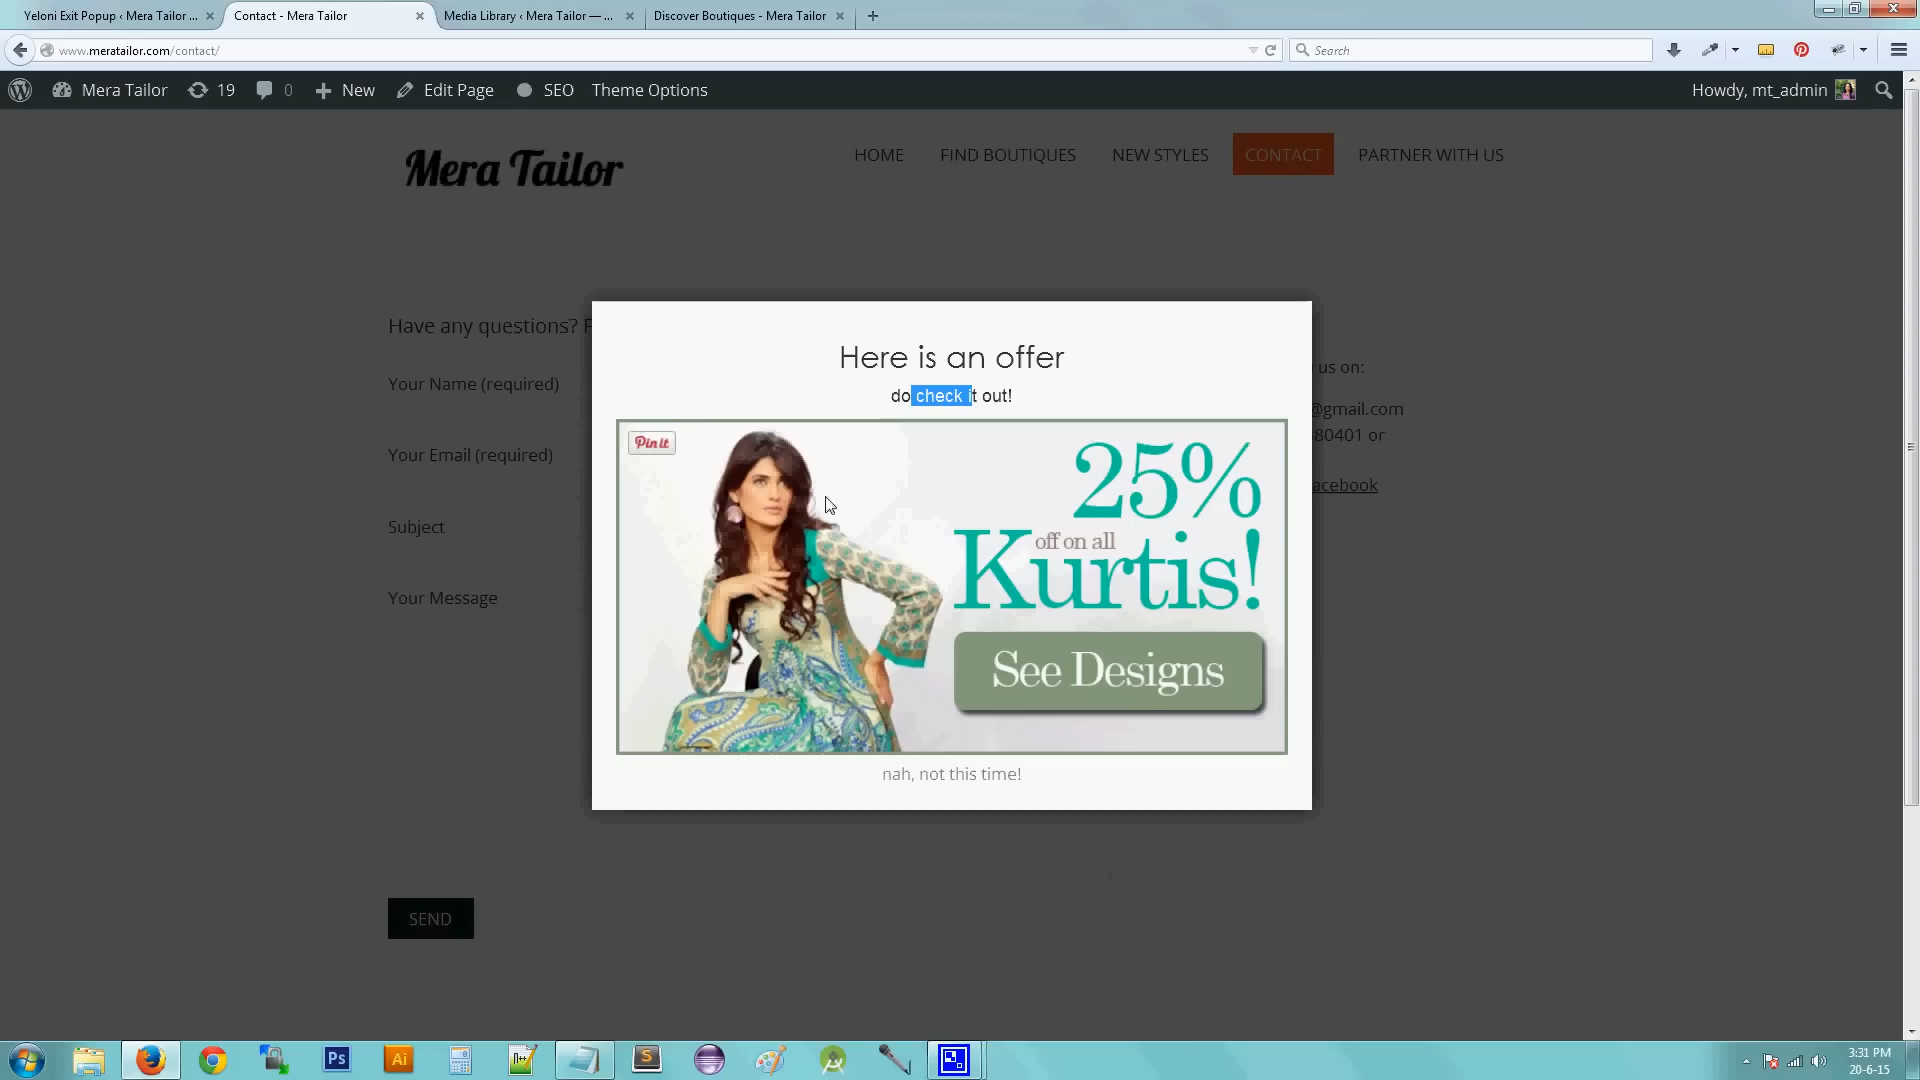 Yeloni Exit Popup ‹ Mera Tailor ...
Contact - Mera Tailor
Media Library ‹ Mera Tailor — ...
Discover Boutiques - Mera Tailor
www.meratailor.com/contact/
Search
Mera Tailor
19
0
New
Edit Page
SEO
Theme Options
Howdy, mt_admin
Mera Tailor
HOME
FIND BOUTIQUES
NEW STYLES
CONTACT
PARTNER WITH US
Have any questions?
Your Name (required)
Your Email (required)
Subject
Your Message
SEND
us on:
@gmail.com
80401 or
acebook
Here is an offer
do check it out!
Pin it
25%
off on all
Kurtis!
See Designs
nah, not this time!
Ps
Ai
S
3:31 PM
20-6-15